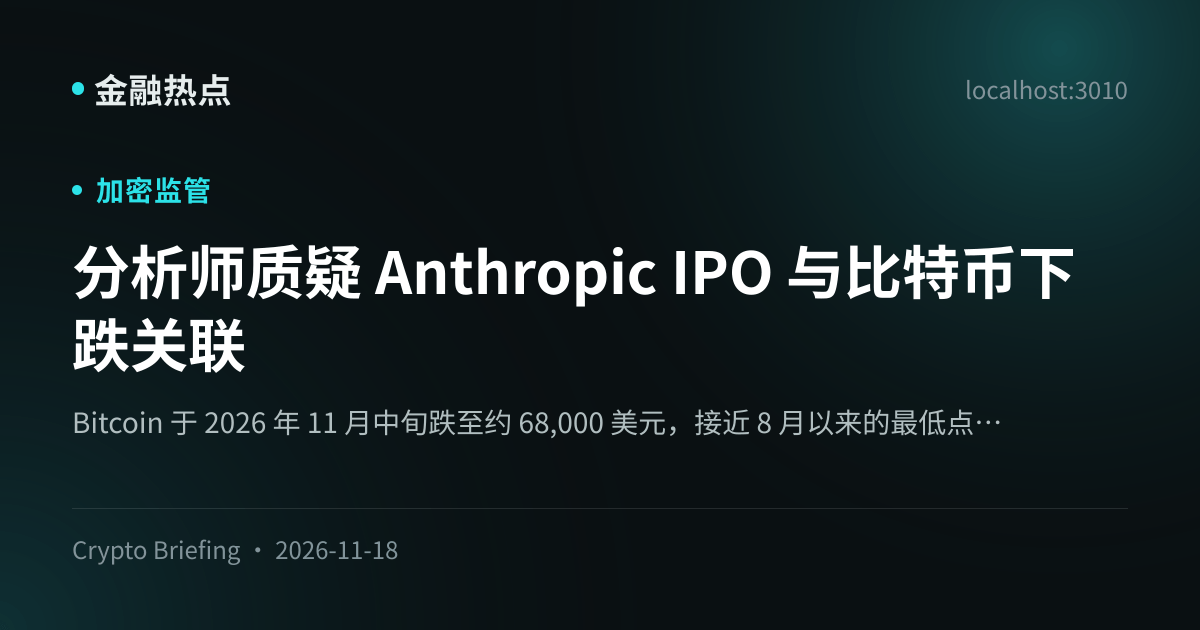 金融热点
localhost:3010
加密监管
分析师质疑 Anthropic IPO 与比特币下
跌关联
Bitcoin 于 2026 年 11 月中旬跌至约 68,000 美元，接近 8 月以来的最低点…
Crypto Briefing · 2026-11-18